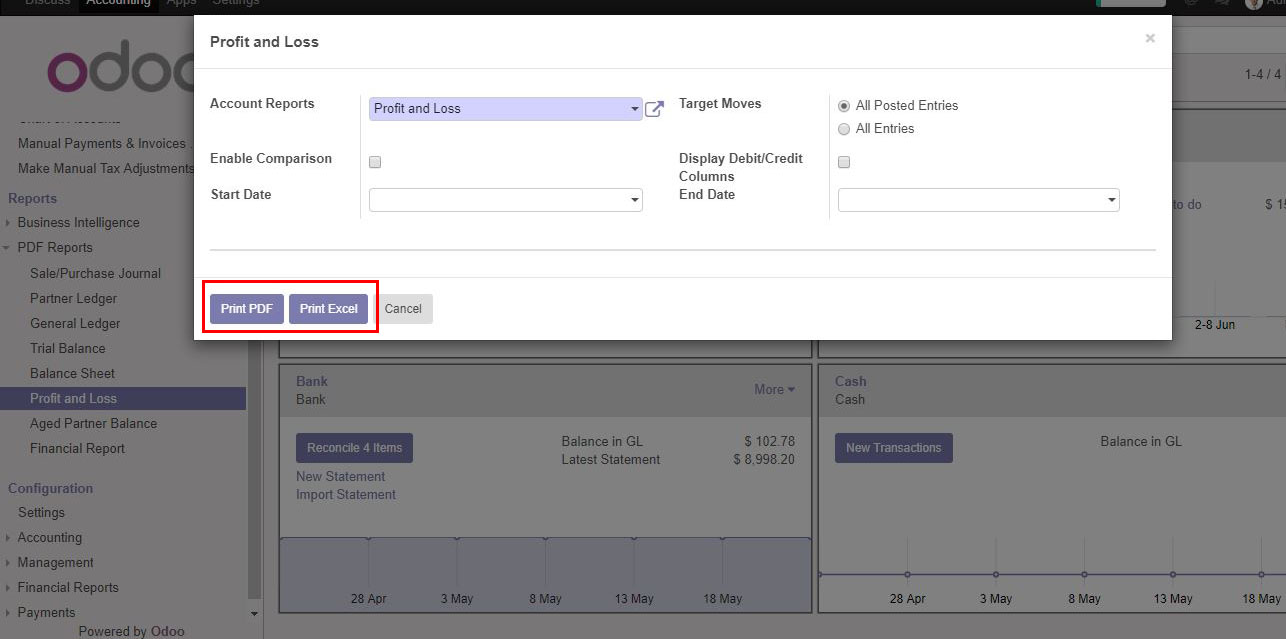 Discuss Accounting Apps Settings
odoo
Chart of Accounts
Manual Payments & Invoices
Make Manual Tax Adjustments
Reports
Business Intelligence
PDF Reports
Sale/Purchase Journal
Partner Ledger
General Ledger
Trial Balance
Balance Sheet
Profit and Loss
Aged Partner Balance
Financial Report
Configuration
Settings
Accounting
Management
Financial Reports
Payments
Powered by Odoo
Profit and Loss
×
Account Reports
Profit and Loss
Target Moves
All Posted Entries
All Entries
Enable Comparison
Display Debit/Credit
Columns
Start Date
End Date
Print PDF
Print Excel
Cancel
1-4 / 4
to do
2-8 Jun
Bank
Bank
More
Reconcile 4 Items
New Statement
Import Statement
Balance in GL $ 102.78
Latest Statement $ 8,998.20
28 Apr 3 May 8 May 13 May 18 May
Cash
Cash
New Transactions
Balance in GL
28 Apr 3 May 8 May 13 May 18 May